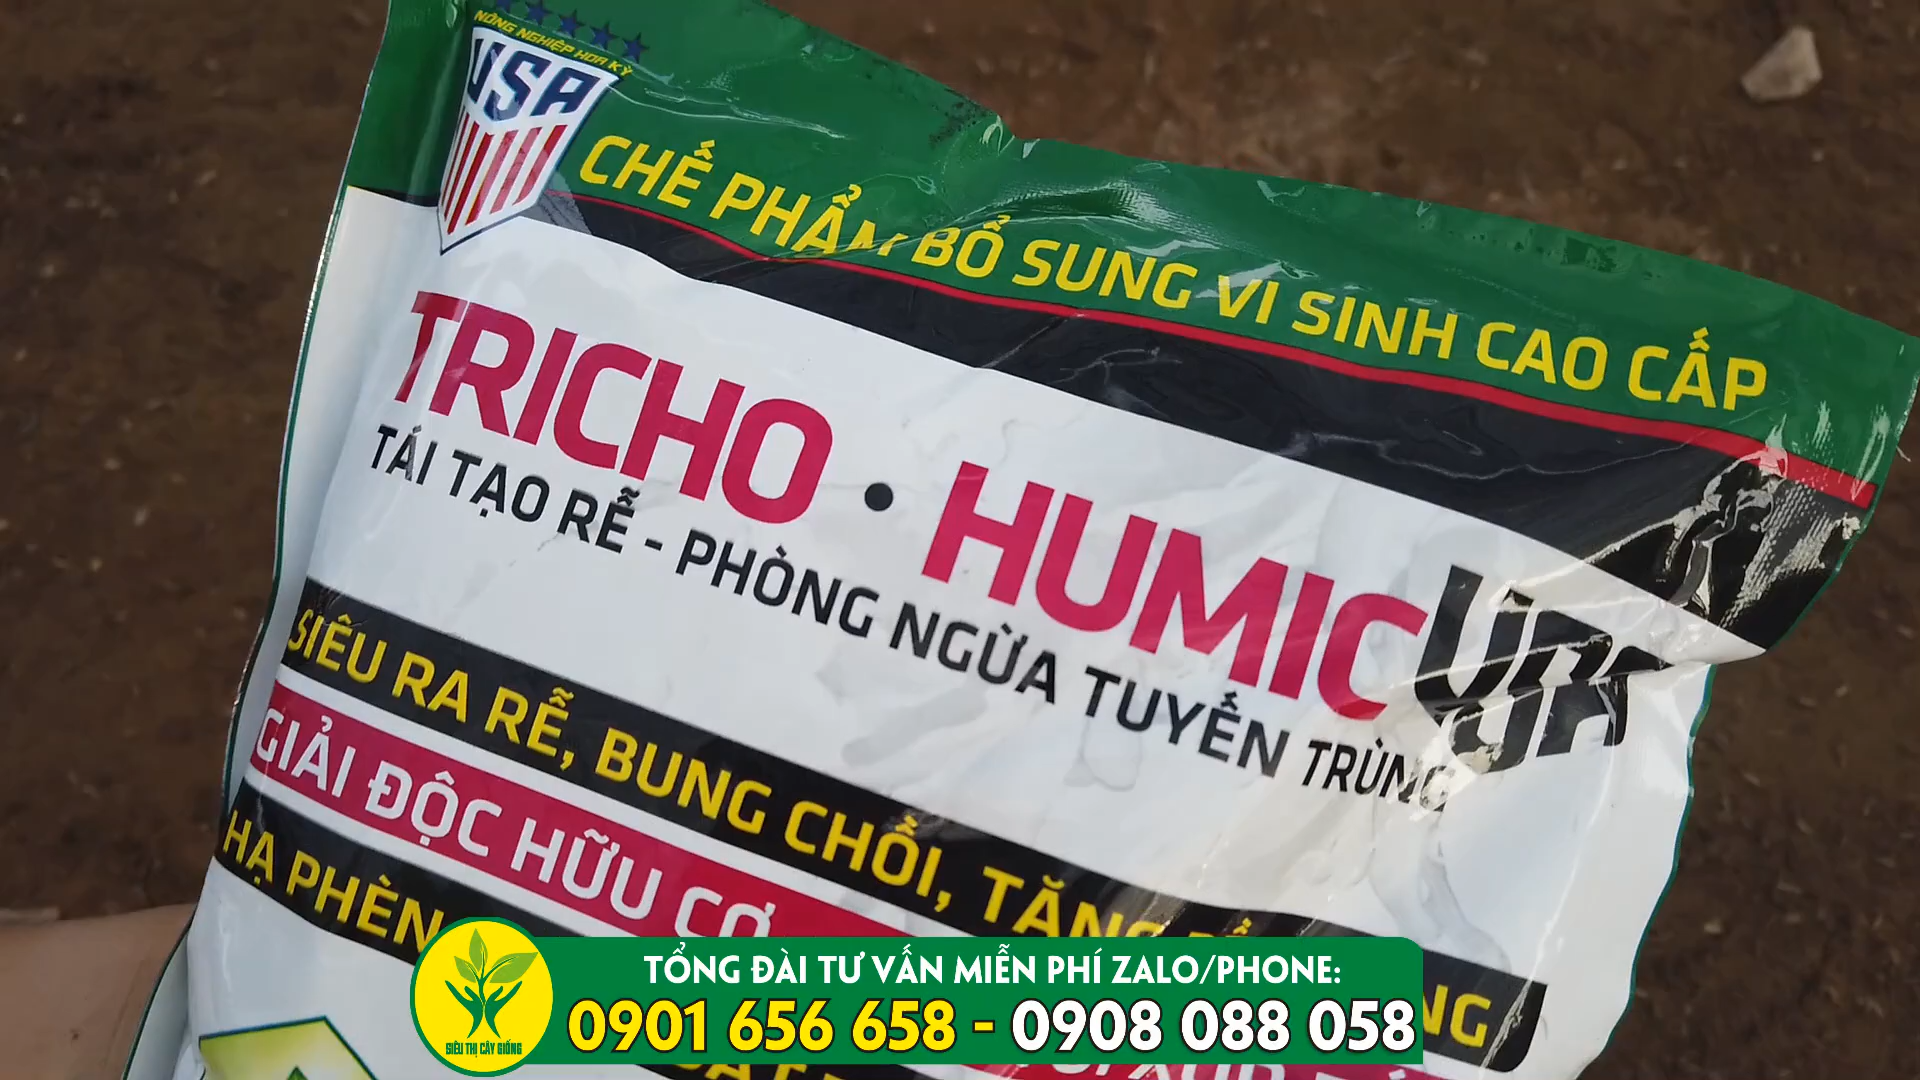 NÔNG NGHIỆP HOA KỲ
USA
CHẾ PHẨM BỔ SUNG VI SINH CAO CẤP
TRICHO • HUMIC
TÁI TẠO RỄ - PHÒNG NGỪA TUYẾN TRÙNG
SIÊU RA RỄ, BUNG CHỒI, TĂNG
GIẢI ĐỘC HỮU CƠ
HẠ PHÈN
TỔNG ĐÀI TƯ VẤN MIỄN PHÍ ZALO/PHONE:
0901 656 658 - 0908 088 058
SIÊU THỊ CÂY GIỐNG